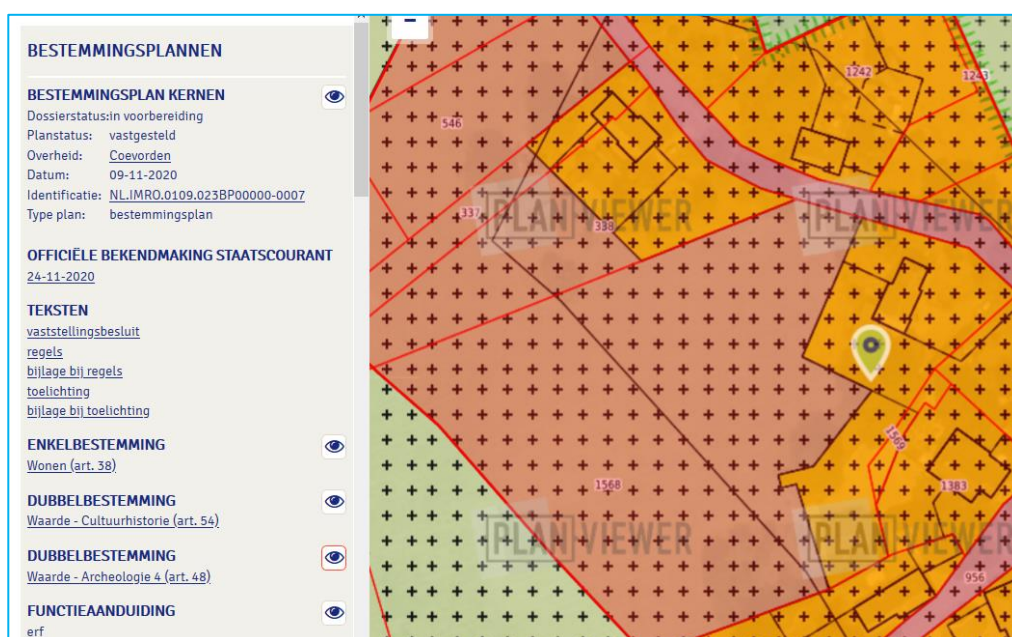 BESTEMMINGSPLANNEN
BESTEMMINGSPLAN KERNEN
Dossierstatus:in voorbereiding
Planstatus: vastgesteld
Overheid: Coevorden
Datum: 09-11-2020
Identificatie: NL.IMRO.0109.023BP00000-0007
Type plan: bestemmingsplan
OFFICIËLE BEKENDMAKING STAATSCOURANT
24-11-2020
TEKSTEN
vaststellingsbesluit
regels
bijlage bij regels
toelichting
bijlage bij toelichting
ENKELBESTEMMING
Wonen (art. 38)
DUBBELBESTEMMING
Waarde - Cultuurhistorie (art. 54)
DUBBELBESTEMMING
Waarde - Archeologie 4 (art. 48)
FUNCTIEAANDUIDING
erf
1242
1243
546
337
338
PLANVIEWER
PLANVIEWER
1569
1568
1383
PLANVIEWER
PLANVIEWER
956